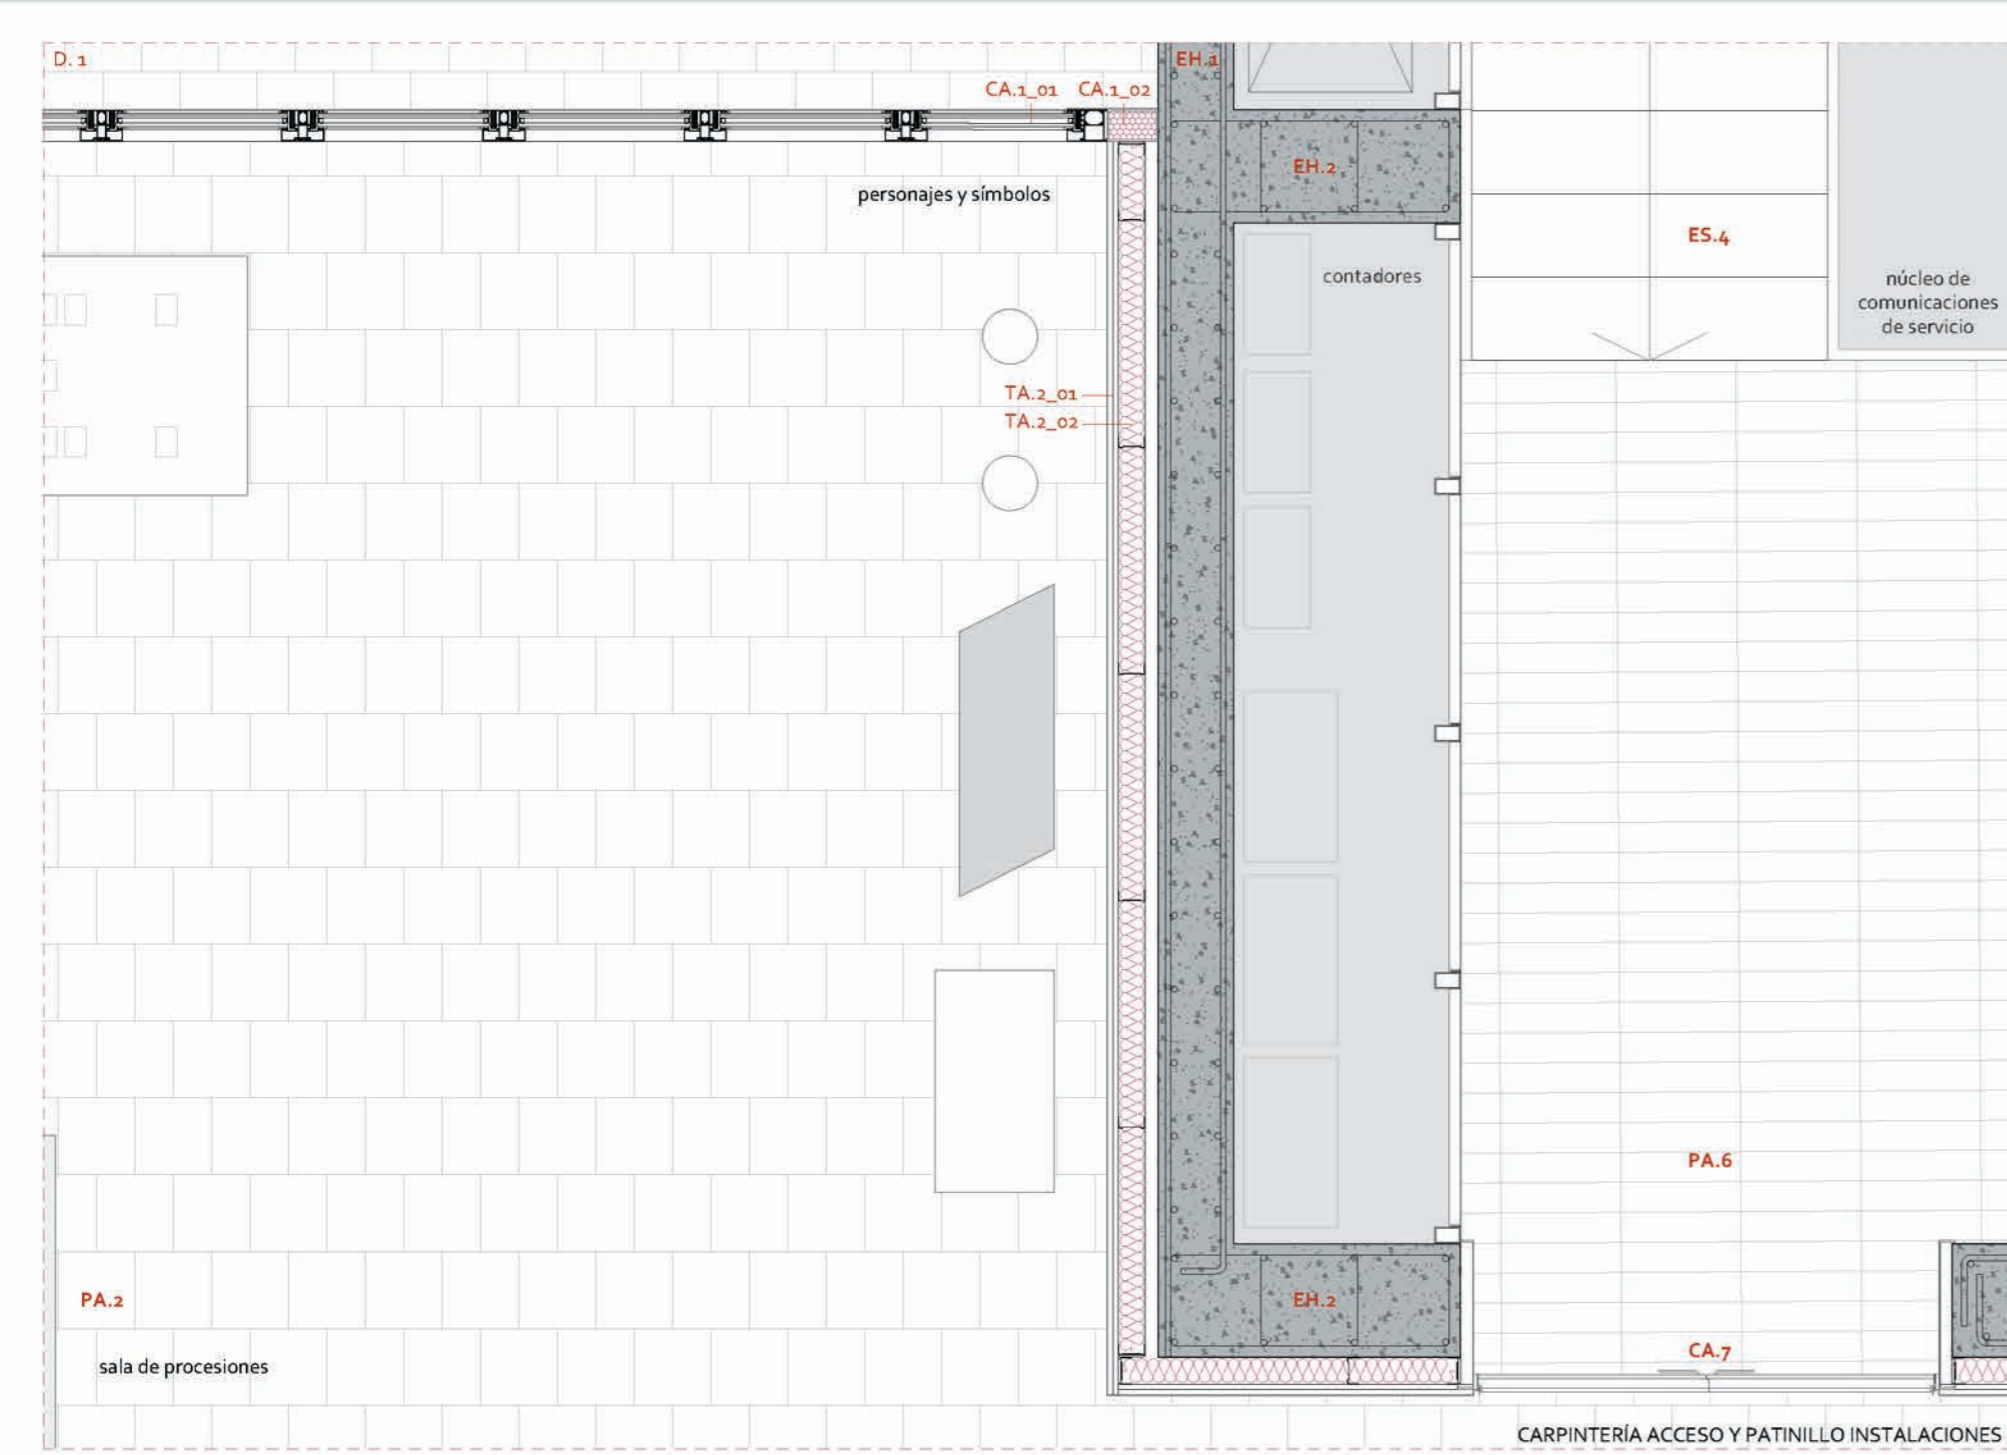 D. 1
EH.1
CA.1_01
CA.1_02
EH.2
personajes y símbolos
ES.4
contadores
núcleo de
comunicaciones
de servicio
TA.2_01
TA.2_02
PA.6
PA.2
EH.2
CA.7
sala de procesiones
CARPINTERÍA ACCESO Y PATINILLO INSTALACIONES